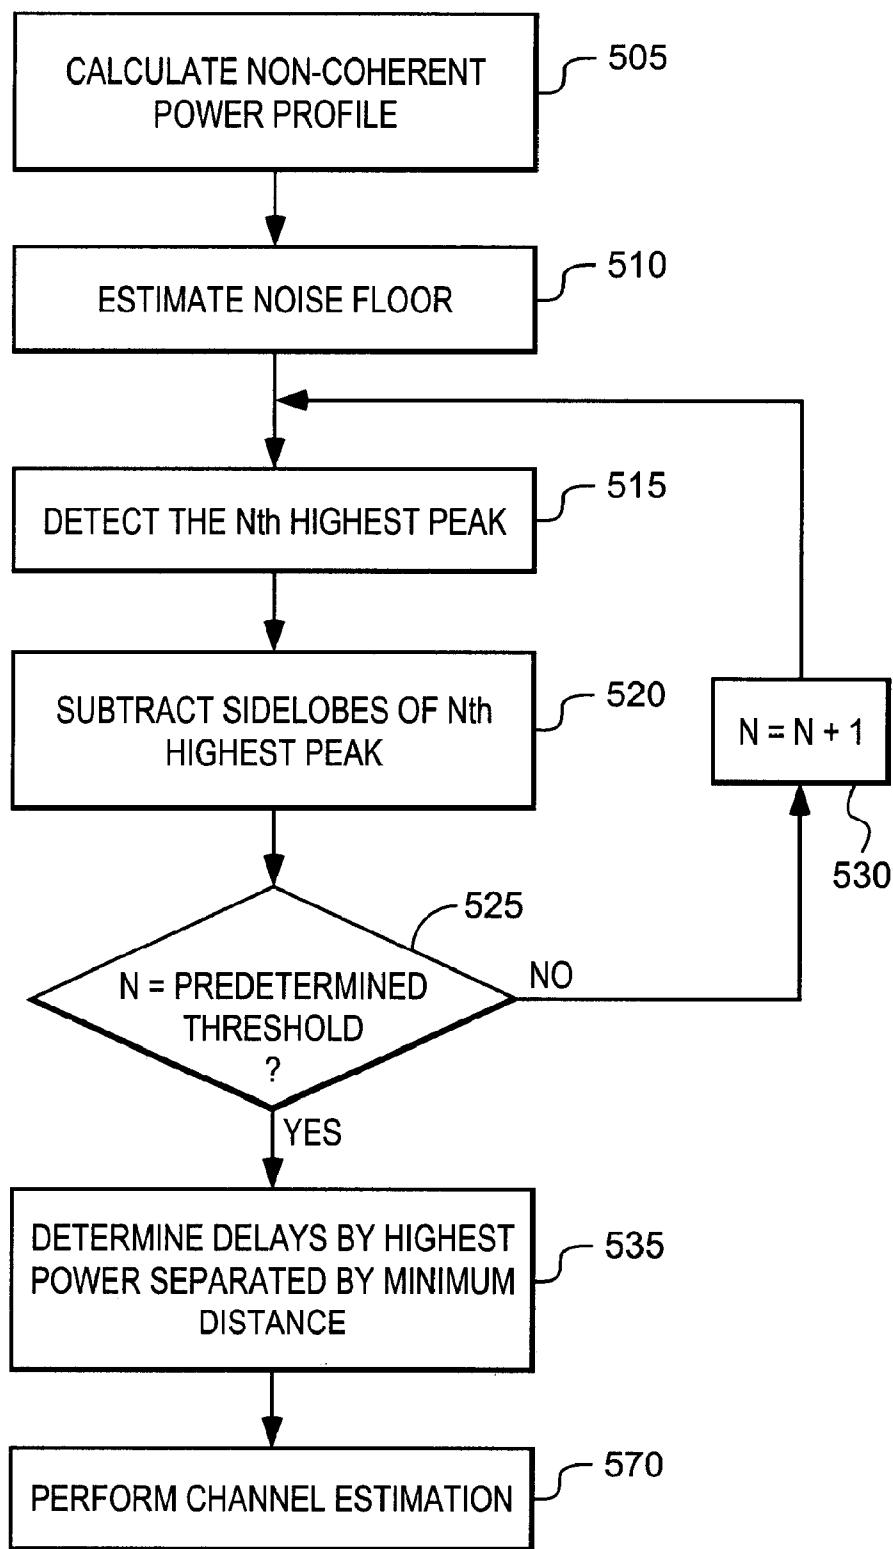 CALCULATE NON-COHERENT
POWER PROFILE
505
ESTIMATE NOISE FLOOR
510
DETECT THE Nth HIGHEST PEAK
515
SUBTRACT SIDELOBES OF Nth
HIGHEST PEAK
520
N = N + 1
530
525
N = PREDETERMINED
THRESHOLD
?
NO
YES
DETERMINE DELAYS BY HIGHEST
POWER SEPARATED BY MINIMUM
DISTANCE
535
PERFORM CHANNEL ESTIMATION
570